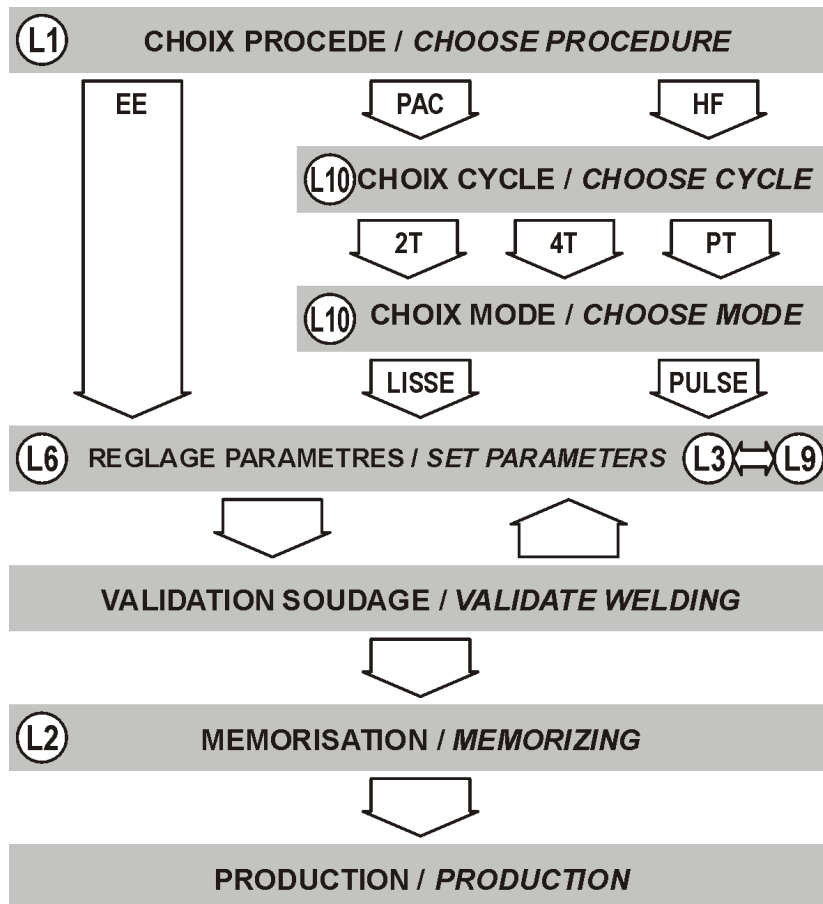 L1 CHOIX PROCEDE / CHOOSE PROCEDURE
EE PAC HF
L10 CHOIX CYCLE / CHOOSE CYCLE
2T 4T PT
L10 CHOIX MODE / CHOOSE MODE
LISSE PULSE
L6 REGLAGE PARAMETRES / SET PARAMETERS L3 L9
VALIDATION SOUDAGE / VALIDATE WELDING
L2 MEMORISATION / MEMORIZING
PRODUCTION / PRODUCTION